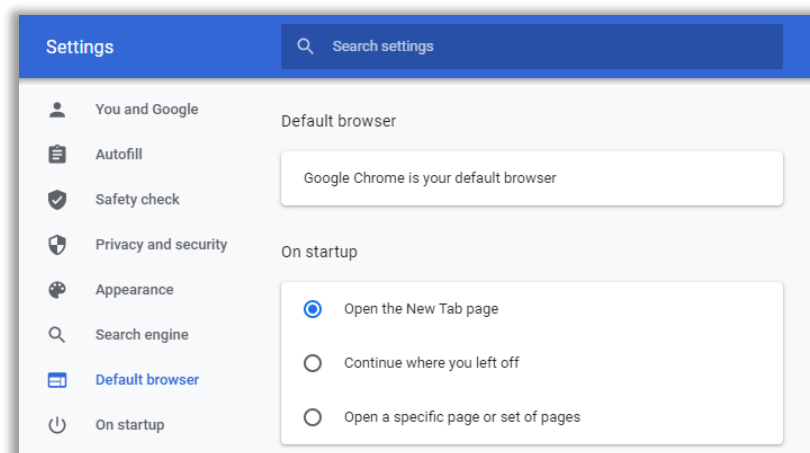 Settings
Search settings
You and Google
Autofill
Safety check
Privacy and security
Appearance
Search engine
Default browser
On startup
Default browser
Google Chrome is your default browser
On startup
Open the New Tab page
Continue where you left off
Open a specific page or set of pages